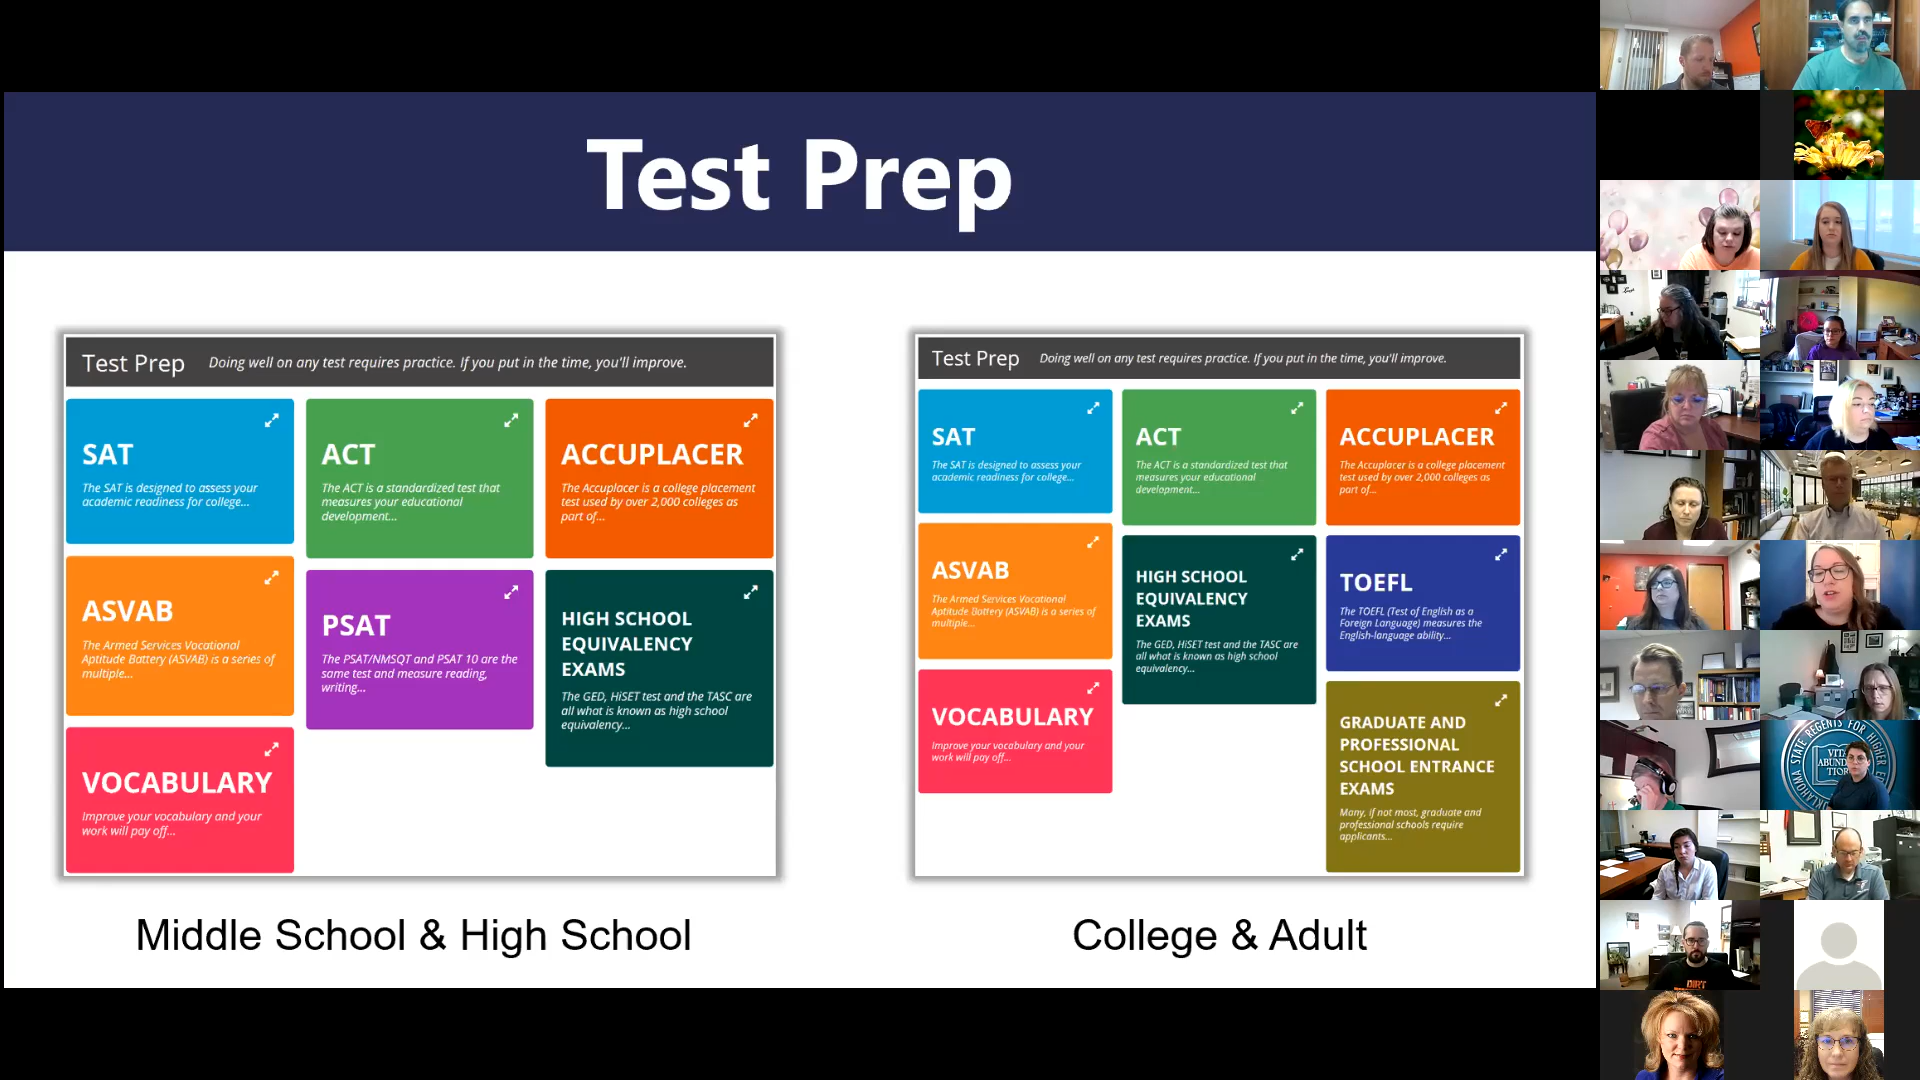 Test Prep
Test Prep Doing well on any test requires practice. If you put in the time, you'll improve.
SAT
The SAT is designed to assess your
academic readiness for college...
ACT
The ACT is a standardized test that
measures your educational
development...
ACCUPLACER
The Accuplacer is a college placement
test used by over 2,000 colleges as
part of...
ASVAB
The Armed Services Vocational
Aptitude Battery (ASVAB) is a series of
multiple...
PSAT
The PSAT/NMSQT and PSAT 10 are the
same test and measure reading,
writing...
HIGH SCHOOL
EQUIVALENCY
EXAMS
The GED, HiSET test and the TASC are
all what is known as high school
equivalency...
VOCABULARY
Improve your vocabulary and your
work will pay off...
Middle School & High School
Test Prep Doing well on any test requires practice. If you put in the time, you'll improve.
SAT
The SAT is designed to assess your
academic readiness for college...
ACT
The ACT is a standardized test that
measures your educational
development...
ACCUPLACER
The Accuplacer is a college placement
test used by over 2,000 colleges as
part of...
ASVAB
The Armed Services Vocational
Aptitude Battery (ASVAB) is a series of
multiple...
HIGH SCHOOL
EQUIVALENCY
EXAMS
The GED, HiSET test and the TASC are
all what is known as high school
equivalency...
TOEFL
The TOEFL (Test of English as a
Foreign Language) measures the
English-language ability...
VOCABULARY
Improve your vocabulary and your
work will pay off...
GRADUATE AND
PROFESSIONAL
SCHOOL ENTRANCE
EXAMS
Many, if not most, graduate and
professional schools require
applicants...
College & Adult
STATE REGENTS FOR HIGHER